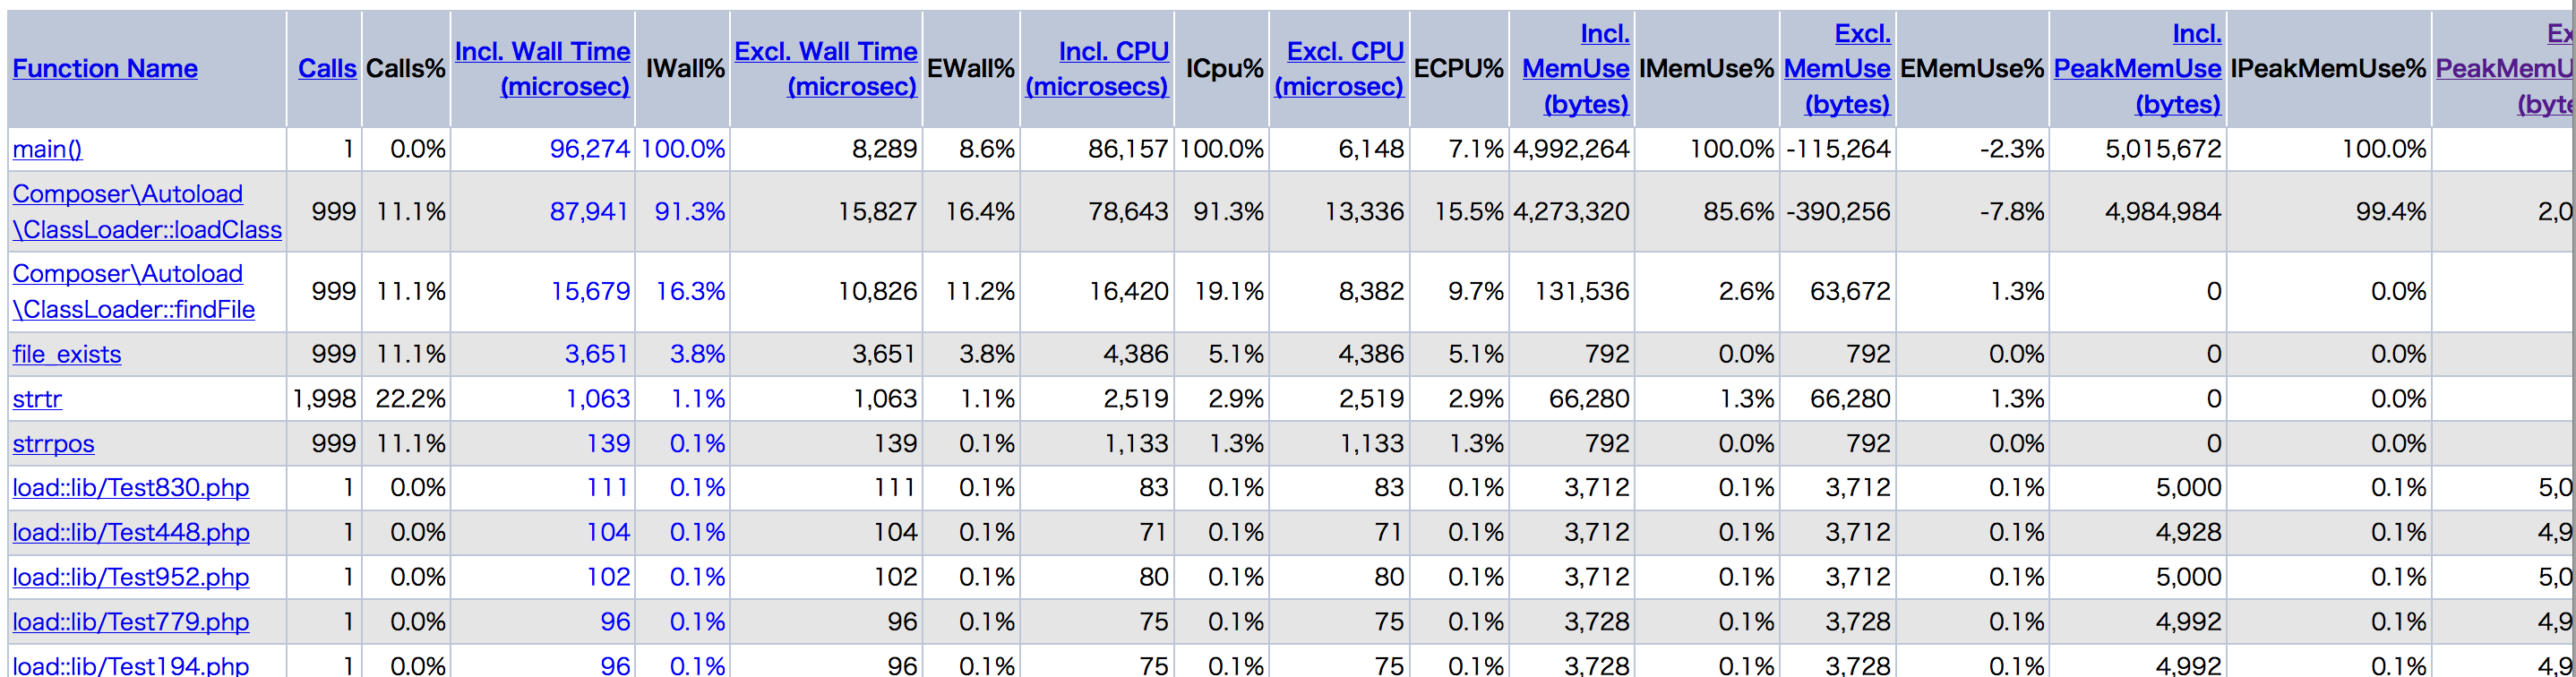 Function Name Calls Calls% Incl. Wall Time (microsec) IWall% Excl. Wall Time (microsec) EWall% Incl. CPU (microsecs) ICpu% Excl. CPU (microsec) ECPU% Incl. MemUse (bytes) IMemUse% Excl. MemUse (bytes) EMemUse% Incl. PeakMemUse (bytes) IPeakMemUse%
main() 1 0.0% 96,274 100.0% 8,289 8.6% 86,157 100.0% 6,148 7.1% 4,992,264 100.0% -115,264 -2.3% 5,015,672 100.0%
Composer\Autoload
\ClassLoader::loadClass 999 11.1% 87,941 91.3% 15,827 16.4% 78,643 91.3% 13,336 15.5% 4,273,320 85.6% -390,256 -7.8% 4,984,984 99.4% 2,0
Composer\Autoload
\ClassLoader::findFile 999 11.1% 15,679 16.3% 10,826 11.2% 16,420 19.1% 8,382 9.7% 131,536 2.6% 63,672 1.3% 0 0.0%
file_exists 999 11.1% 3,651 3.8% 3,651 3.8% 4,386 5.1% 4,386 5.1% 792 0.0% 792 0.0% 0 0.0%
strtr 1,998 22.2% 1,063 1.1% 1,063 1.1% 2,519 2.9% 2,519 2.9% 66,280 1.3% 66,280 1.3% 0 0.0%
strrpos 999 11.1% 139 0.1% 139 0.1% 1,133 1.3% 1,133 1.3% 792 0.0% 792 0.0% 0 0.0%
load::lib/Test830.php 1 0.0% 111 0.1% 111 0.1% 83 0.1% 83 0.1% 3,712 0.1% 3,712 0.1% 5,000 0.1% 5,0
load::lib/Test448.php 1 0.0% 104 0.1% 104 0.1% 71 0.1% 71 0.1% 3,712 0.1% 3,712 0.1% 4,928 0.1% 4,9
load::lib/Test952.php 1 0.0% 102 0.1% 102 0.1% 80 0.1% 80 0.1% 3,712 0.1% 3,712 0.1% 5,000 0.1% 5,0
load::lib/Test779.php 1 0.0% 96 0.1% 96 0.1% 75 0.1% 75 0.1% 3,728 0.1% 3,728 0.1% 4,992 0.1% 4,9
load::lib/Test194.php 1 0.0% 96 0.1% 96 0.1% 75 0.1% 75 0.1% 3,728 0.1% 3,728 0.1% 4,992 0.1% 4,9